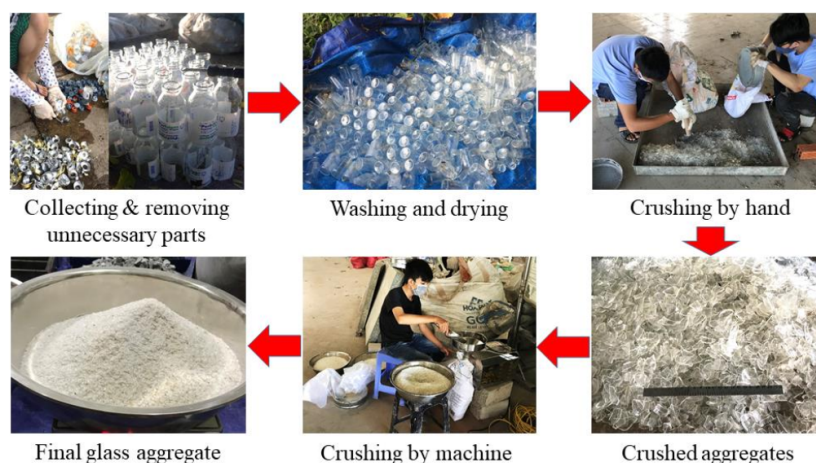 Collecting & removing
unnecessary parts
Washing and drying
Crushing by hand
Crushed aggregates
Crushing by machine
Final glass aggregate